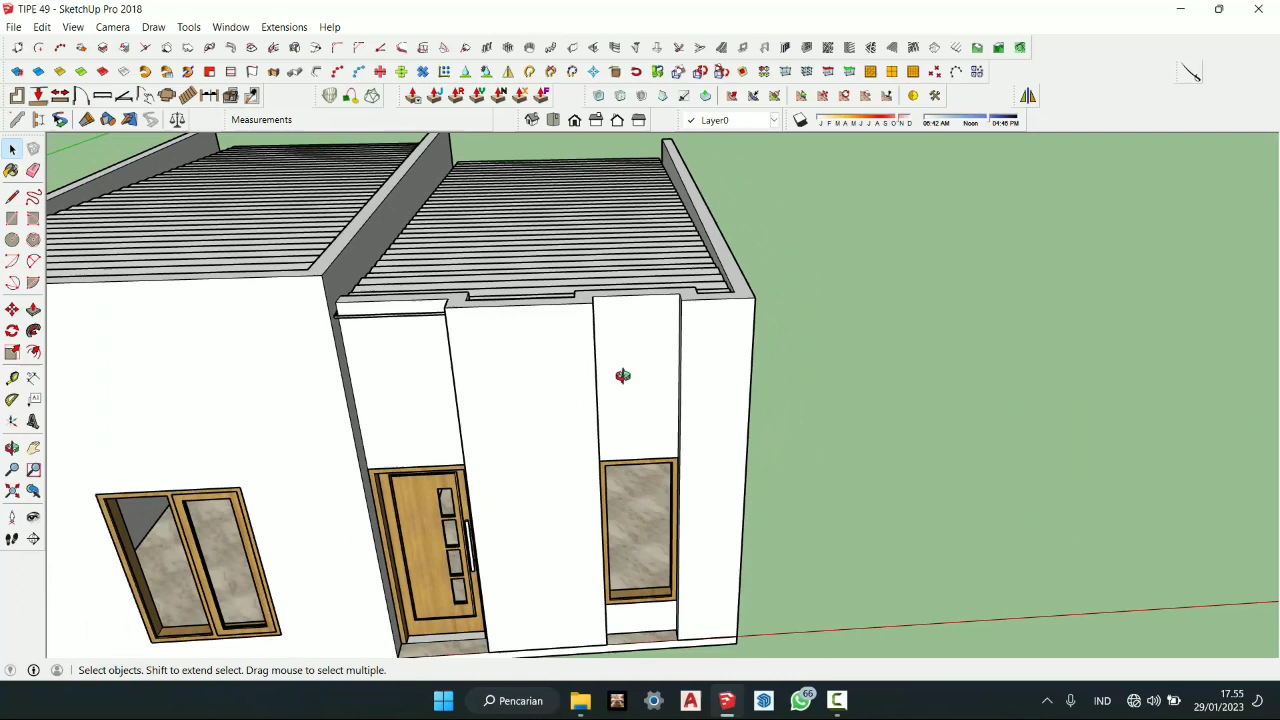 TIPE 49 - SketchUp Pro 2018
File Edit View Camera Draw Tools Window Extensions Help
Measurements
Layer0
J F M A M J J A S O N D
06:42 AM Noon 04:46 PM
Select objects. Shift to extend select. Drag mouse to select multiple.
Pencarian
66
IND
17.55
29/01/2023